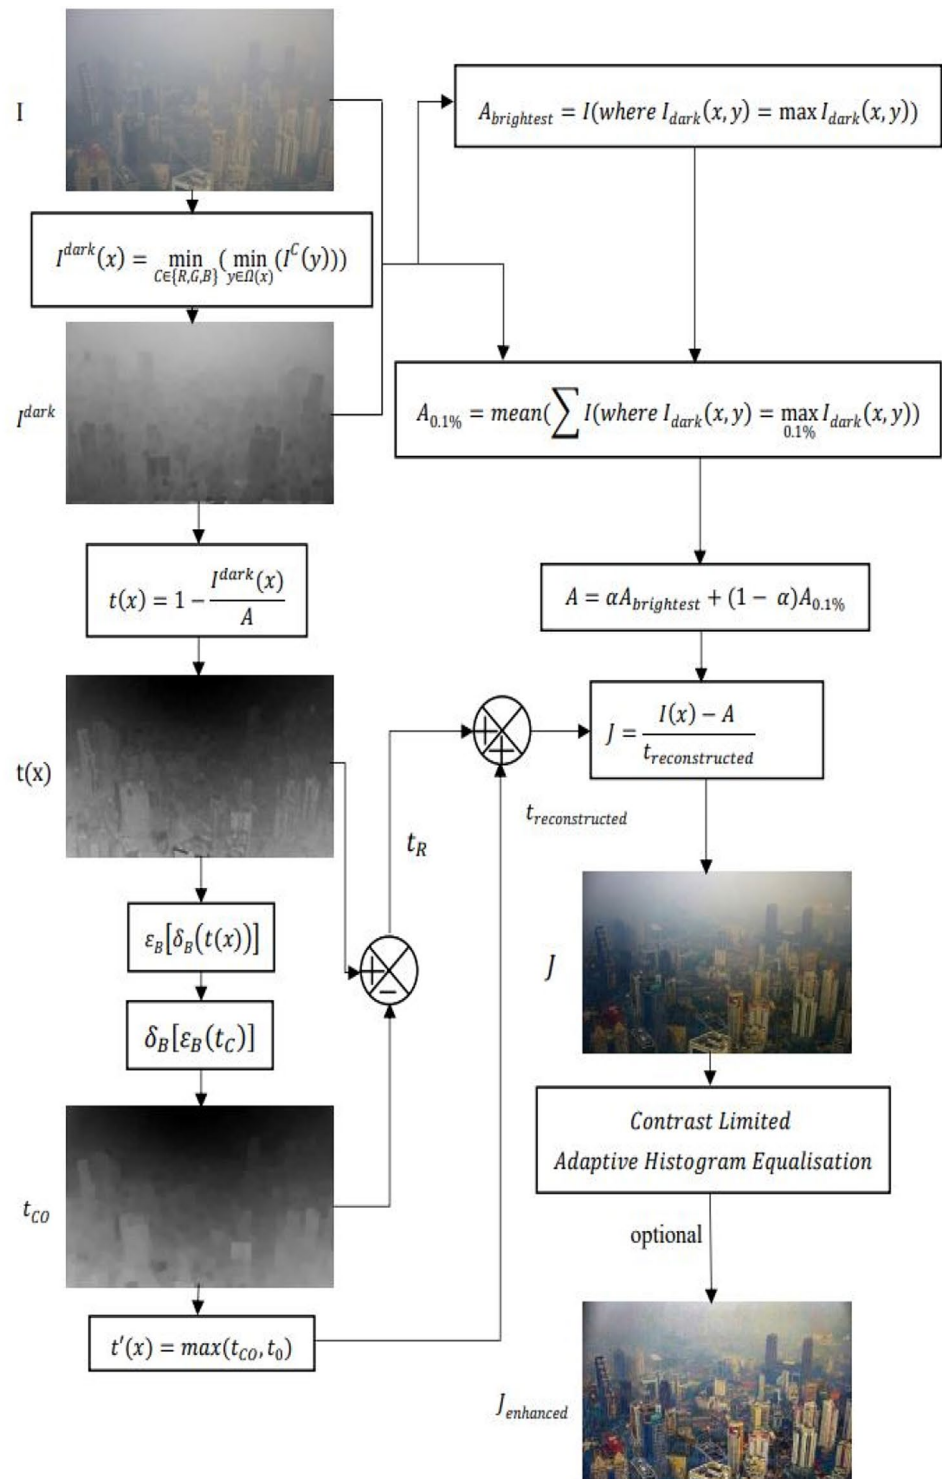 I
A_brightest = I(where I_dark(x, y) = max I_dark(x, y))
I^dark(x) = min_{C∈{R,G,B}}(min_{y∈Ω(x)}(I^C(y)))
I^dark
A_0.1% = mean(∑ I(where I_dark(x, y) = max_{0.1%} I_dark(x, y))
t(x) = 1 − I^dark(x) / A
A = αA_brightest + (1 − α)A_0.1%
t(x)
+
+
J = I(x) − A / t_reconstructed
t_reconstructed
t_R
ε_B[δ_B(t(x))]
+
−
δ_B[ε_B(t_C)]
J
t_CO
Contrast Limited
Adaptive Histogram Equalisation
optional
t′(x) = max(t_CO, t_0)
J_enhanced